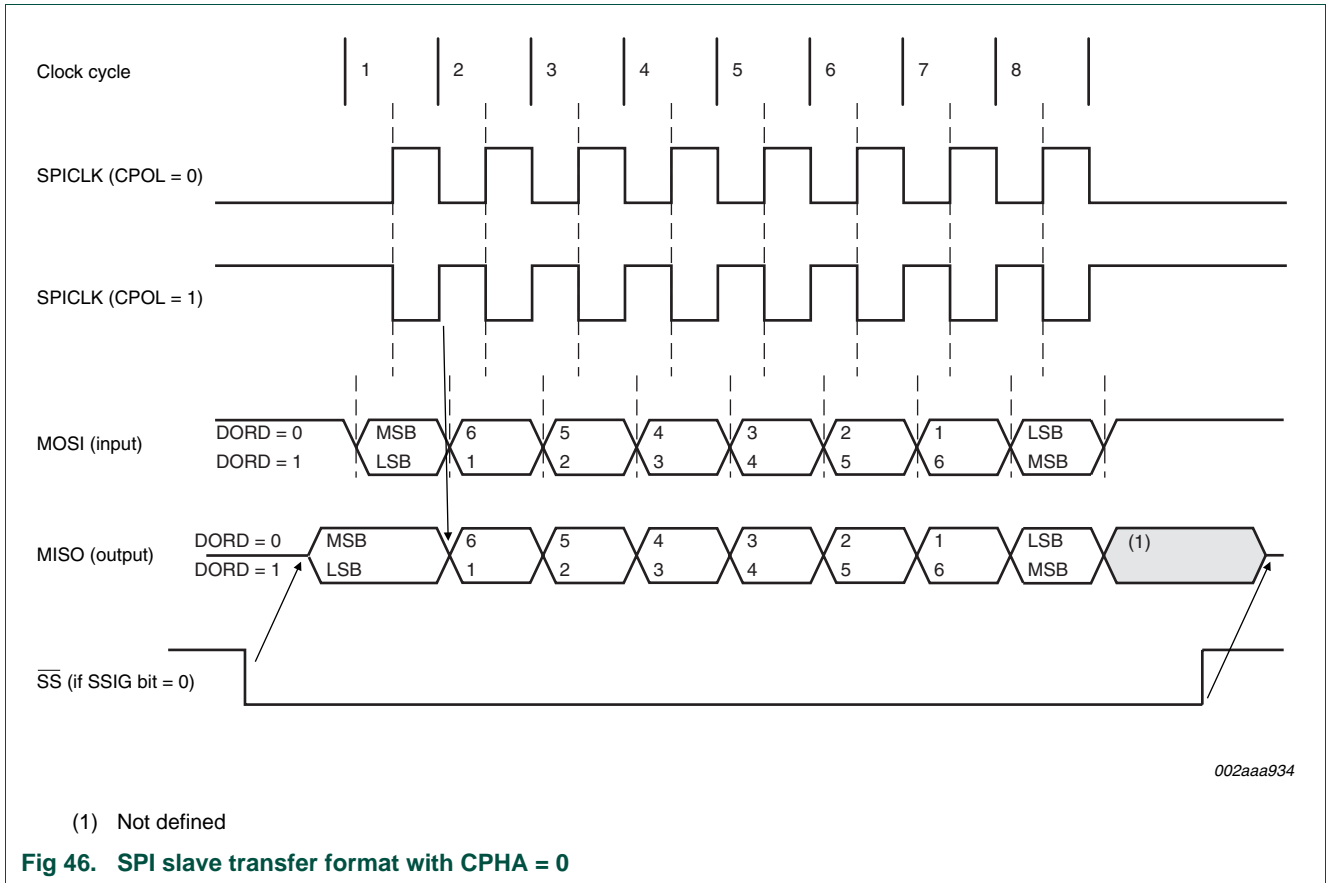 Clock cycle 1 2 3 4 5 6 7 8
SPICLK (CPOL = 0)
SPICLK (CPOL = 1)
MOSI (input)
DORD = 0 MSB 6 5 4 3 2 1 LSB
DORD = 1 LSB 1 2 3 4 5 6 MSB
MISO (output)
DORD = 0 MSB 6 5 4 3 2 1 LSB (1)
DORD = 1 LSB 1 2 3 4 5 6 MSB
SS (if SSIG bit = 0)
002aaa934
(1) Not defined
Fig 46. SPI slave transfer format with CPHA = 0